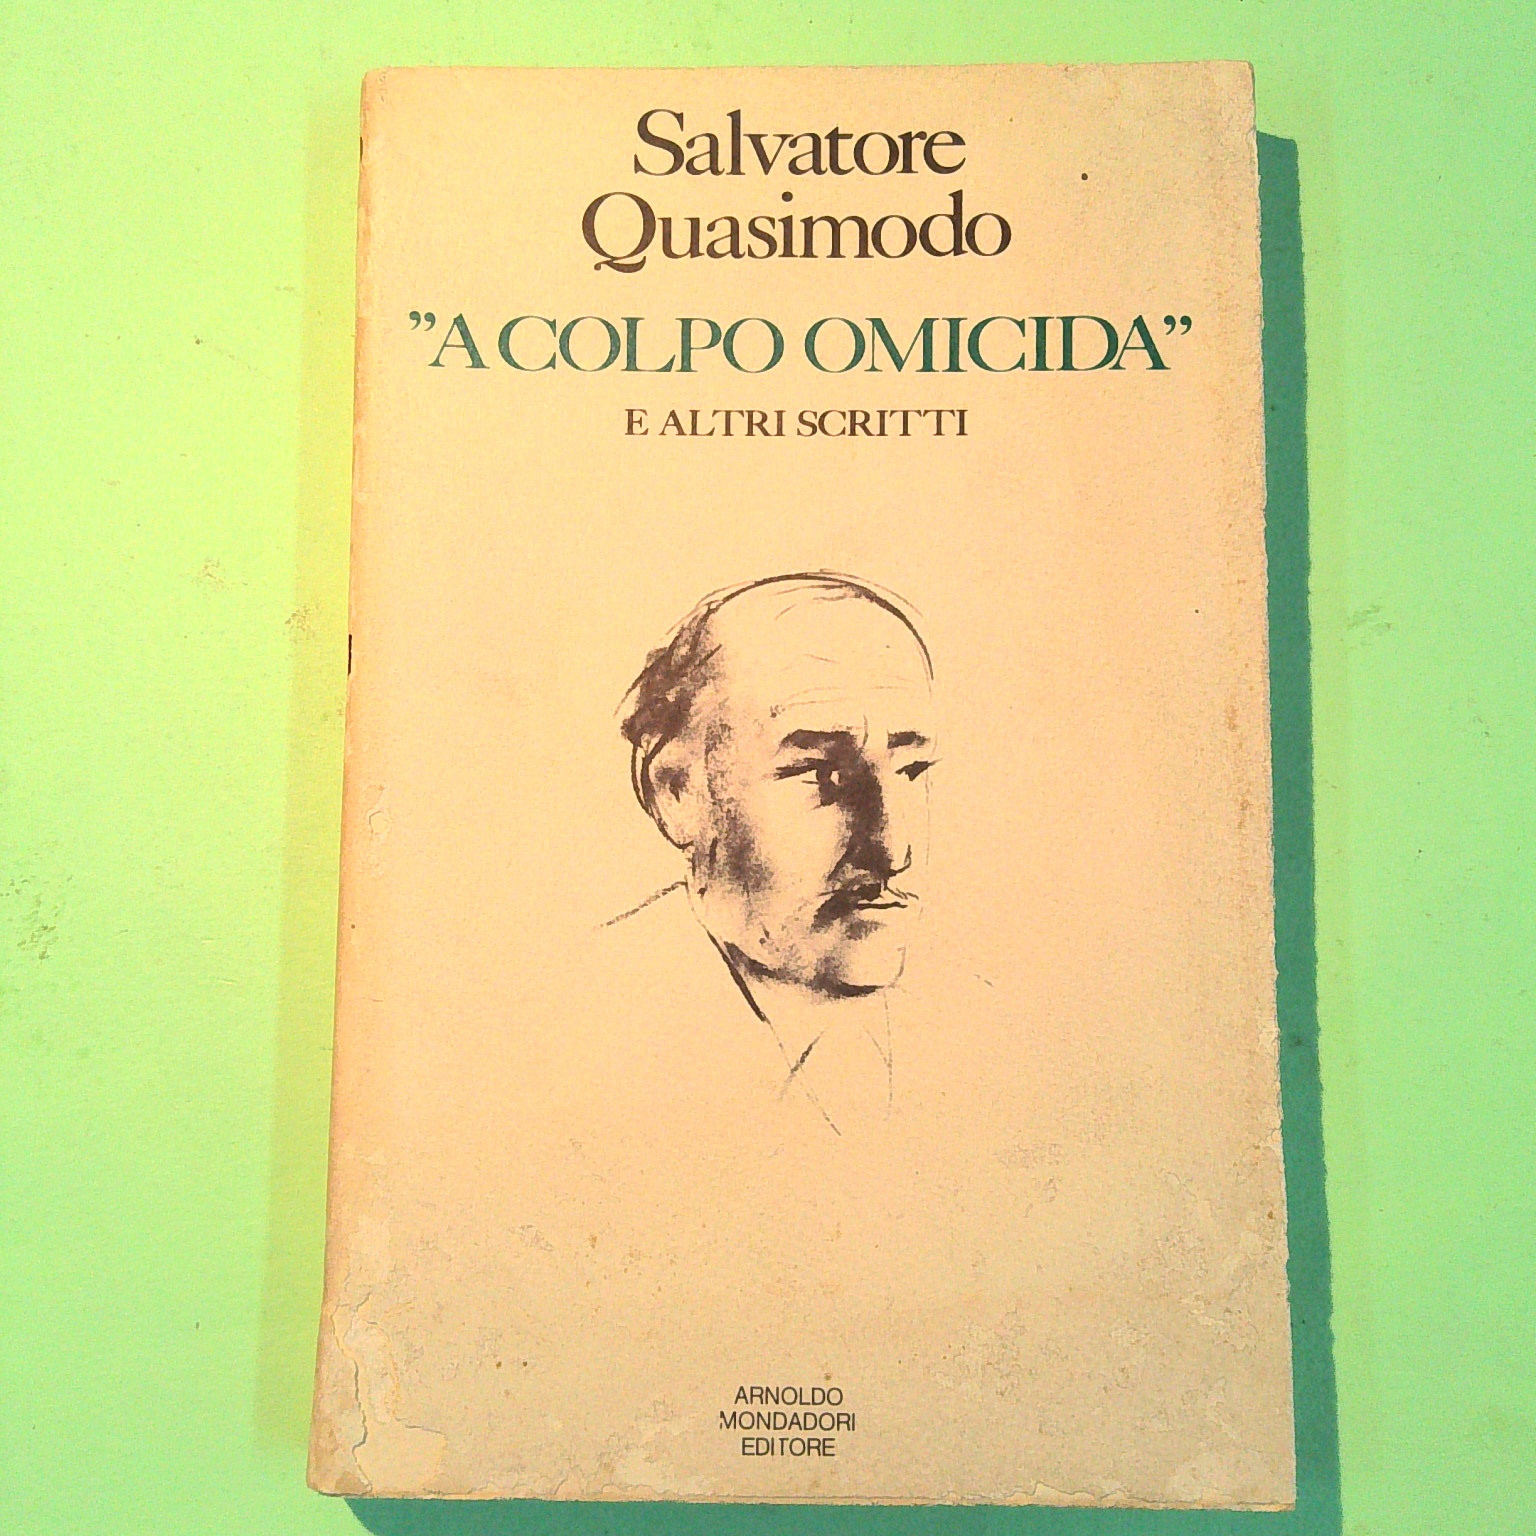 Salvatore
Quasimodo
"A COLPO OMICIDA"
E ALTRI SCRITTI
ARNOLDO
MONDADORI
EDITORE